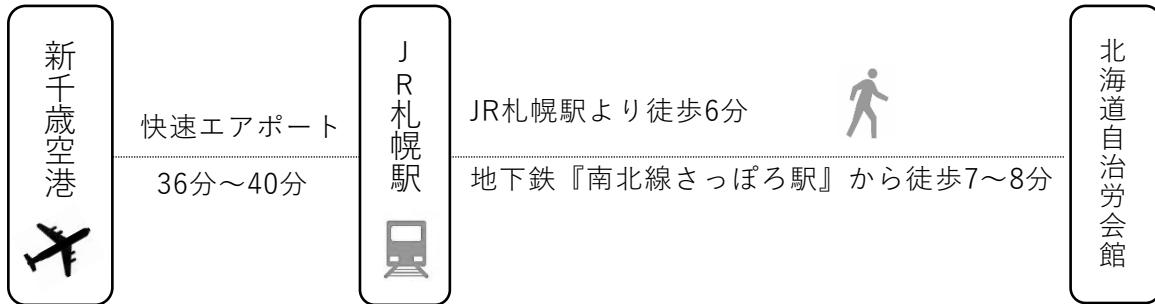 新千歳空港
快速エアポート
36分～40分
JR札幌駅
JR札幌駅より徒歩6分
地下鉄『南北線さっぽろ駅』から徒歩7～8分
北海道自治労会館